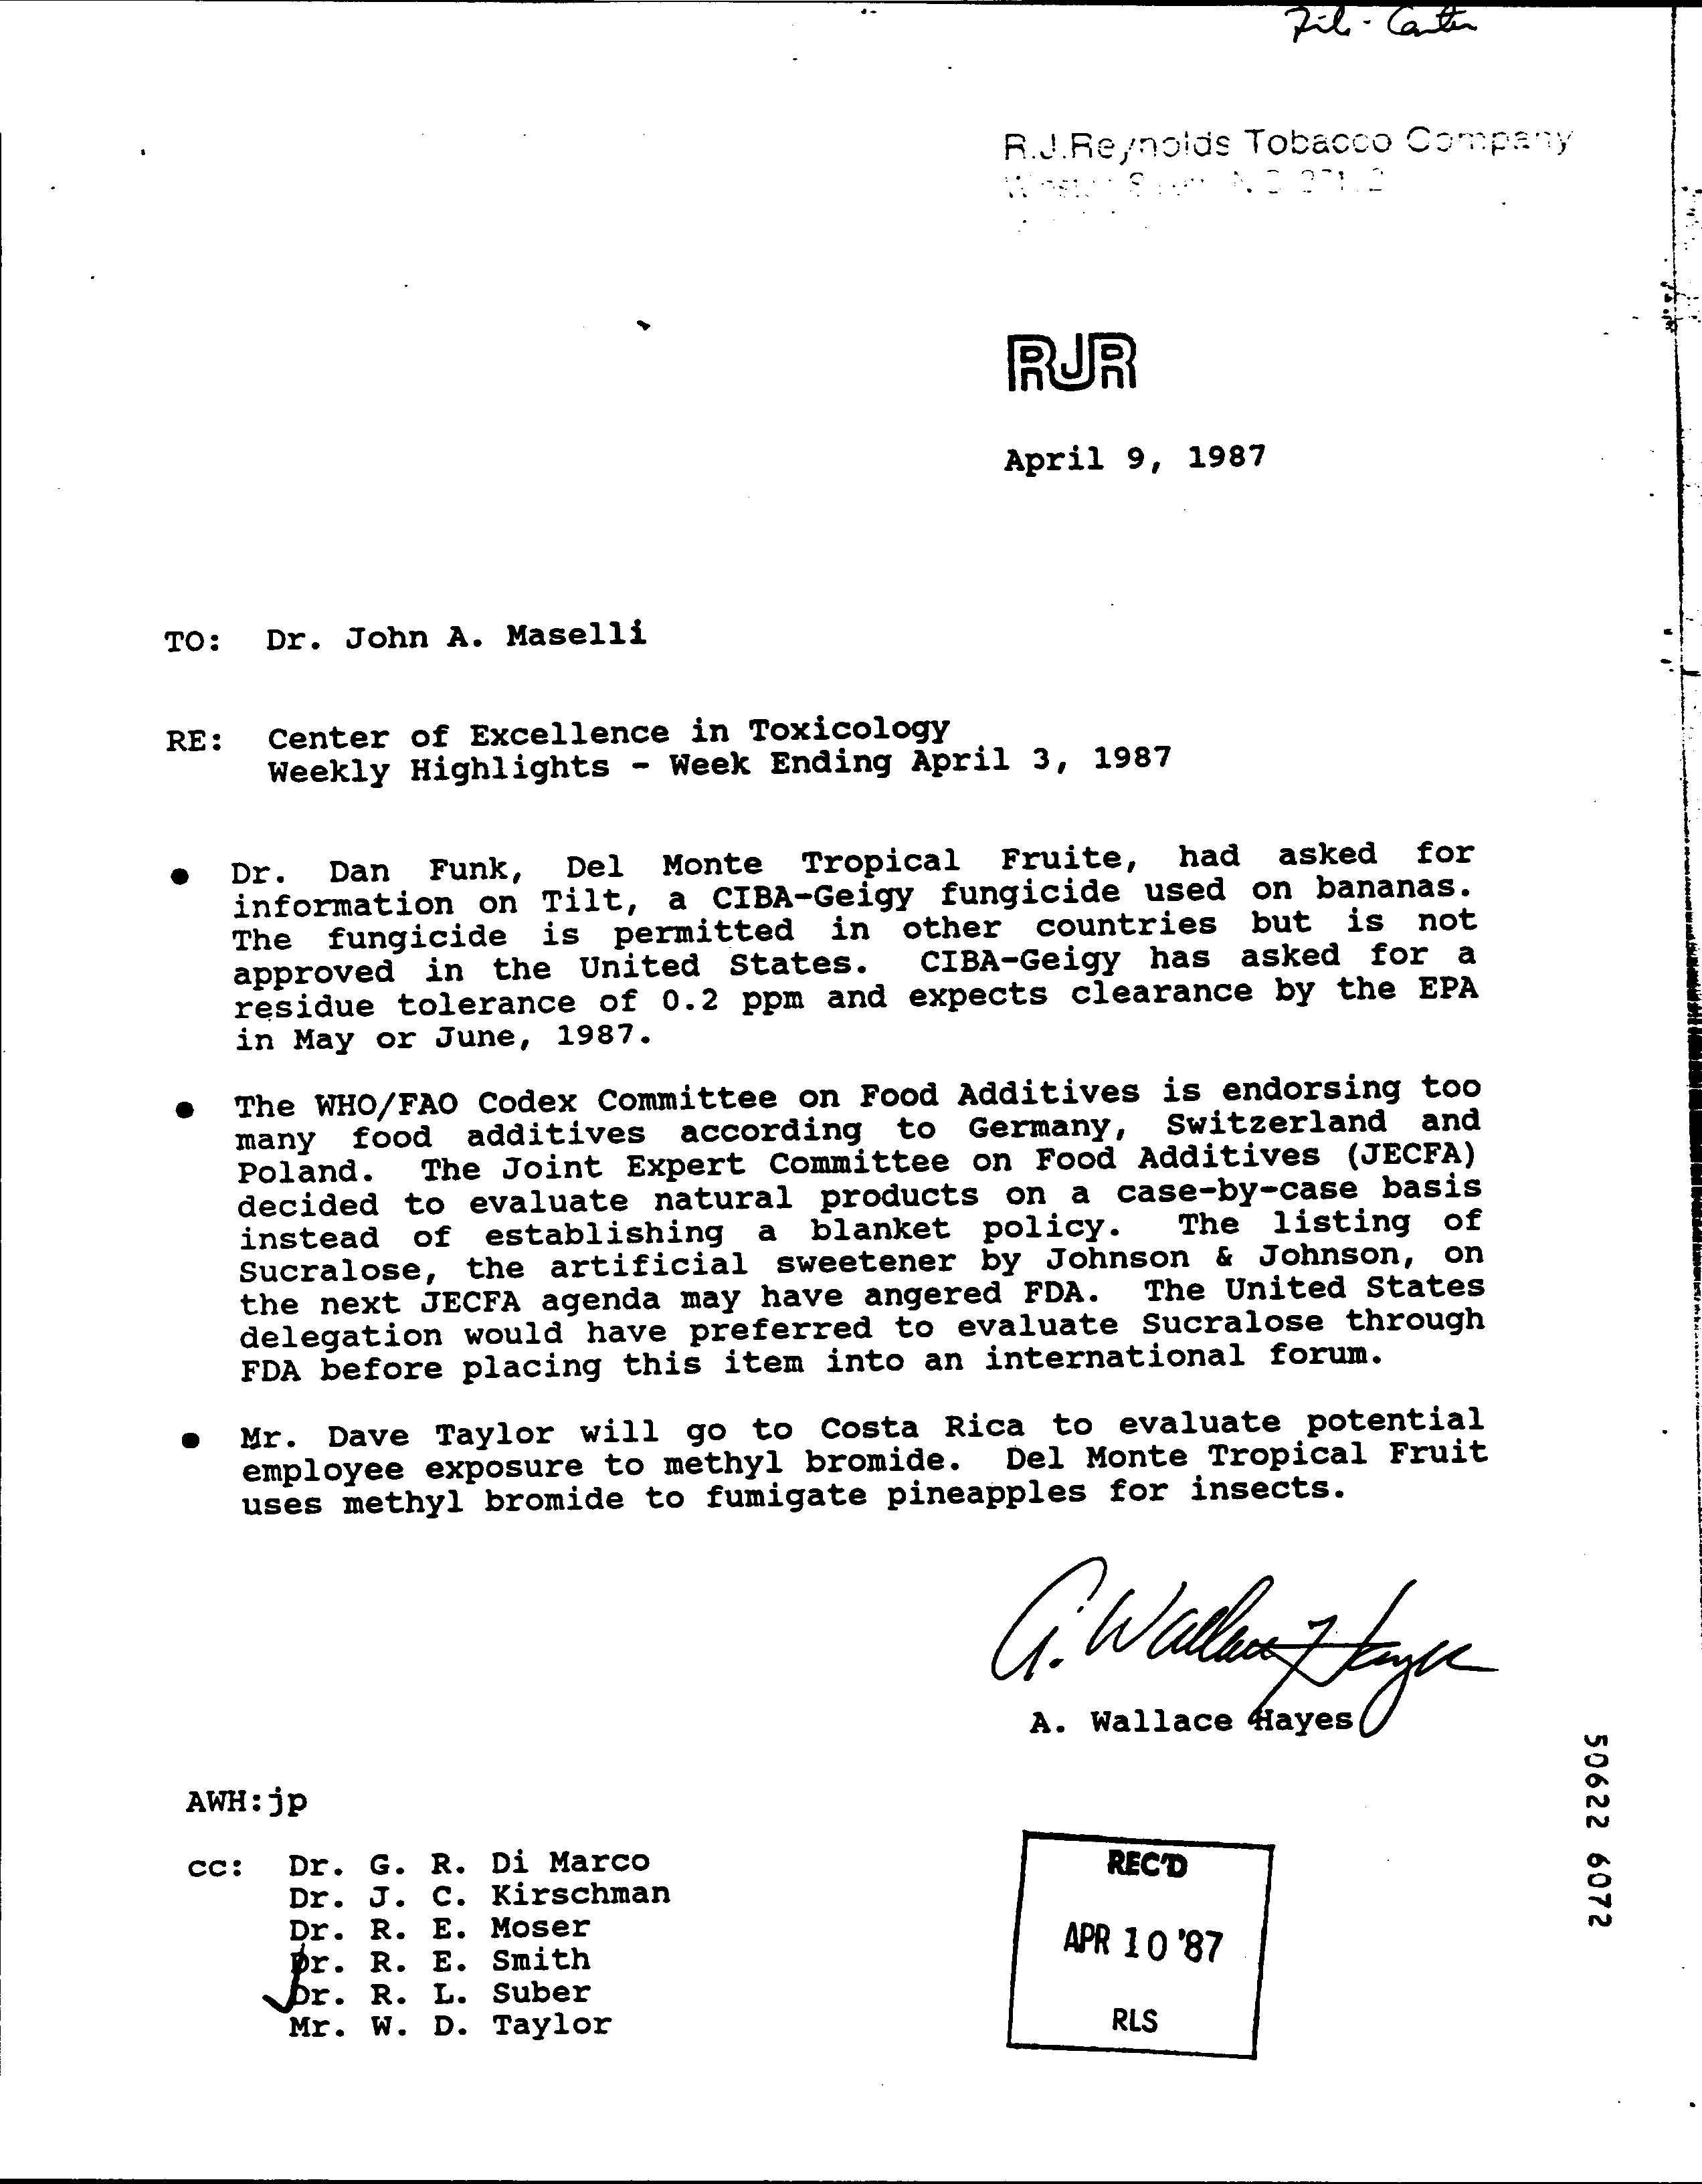 R.J.Reynolds Tobacco Company
RJR
April 9, 1987
TO: Dr. John A. Maselli
RE: Center of Excellence in Toxicology
Weekly Highlights - Week Ending April 3, 1987
● Dr. Dan Funk, Del Monte Tropical Fruite, had asked for
information on Tilt, a CIBA-Geigy fungicide used on bananas.
The fungicide is permitted in other countries but is not
approved in the United States. CIBA-Geigy has asked for a
residue tolerance of 0.2 ppm and expects clearance by the EPA
in May or June, 1987.
● The WHO/FAO Codex Committee on Food Additives is endorsing too
many food additives according to Germany, Switzerland and
Poland. The Joint Expert Committee on Food Additives (JECFA)
decided to evaluate natural products on a case-by-case basis
instead of establishing a blanket policy. The listing of
Sucralose, the artificial sweetener by Johnson & Johnson, on
the next JECFA agenda may have angered FDA. The United States
delegation would have preferred to evaluate Sucralose through
FDA before placing this item into an international forum.
● Mr. Dave Taylor will go to Costa Rica to evaluate potential
employee exposure to methyl bromide. Del Monte Tropical Fruit
uses methyl bromide to fumigate pineapples for insects.
A. Wallace Hayes
A. Wallace Hayes
AWH:jp
cc: Dr. G. R. Di Marco
Dr. J. C. Kirschman
Dr. R. E. Moser
Dr. R. E. Smith
Dr. R. L. Suber
Mr. W. D. Taylor
REC'D
APR 10 '87
RLS
50622 6072